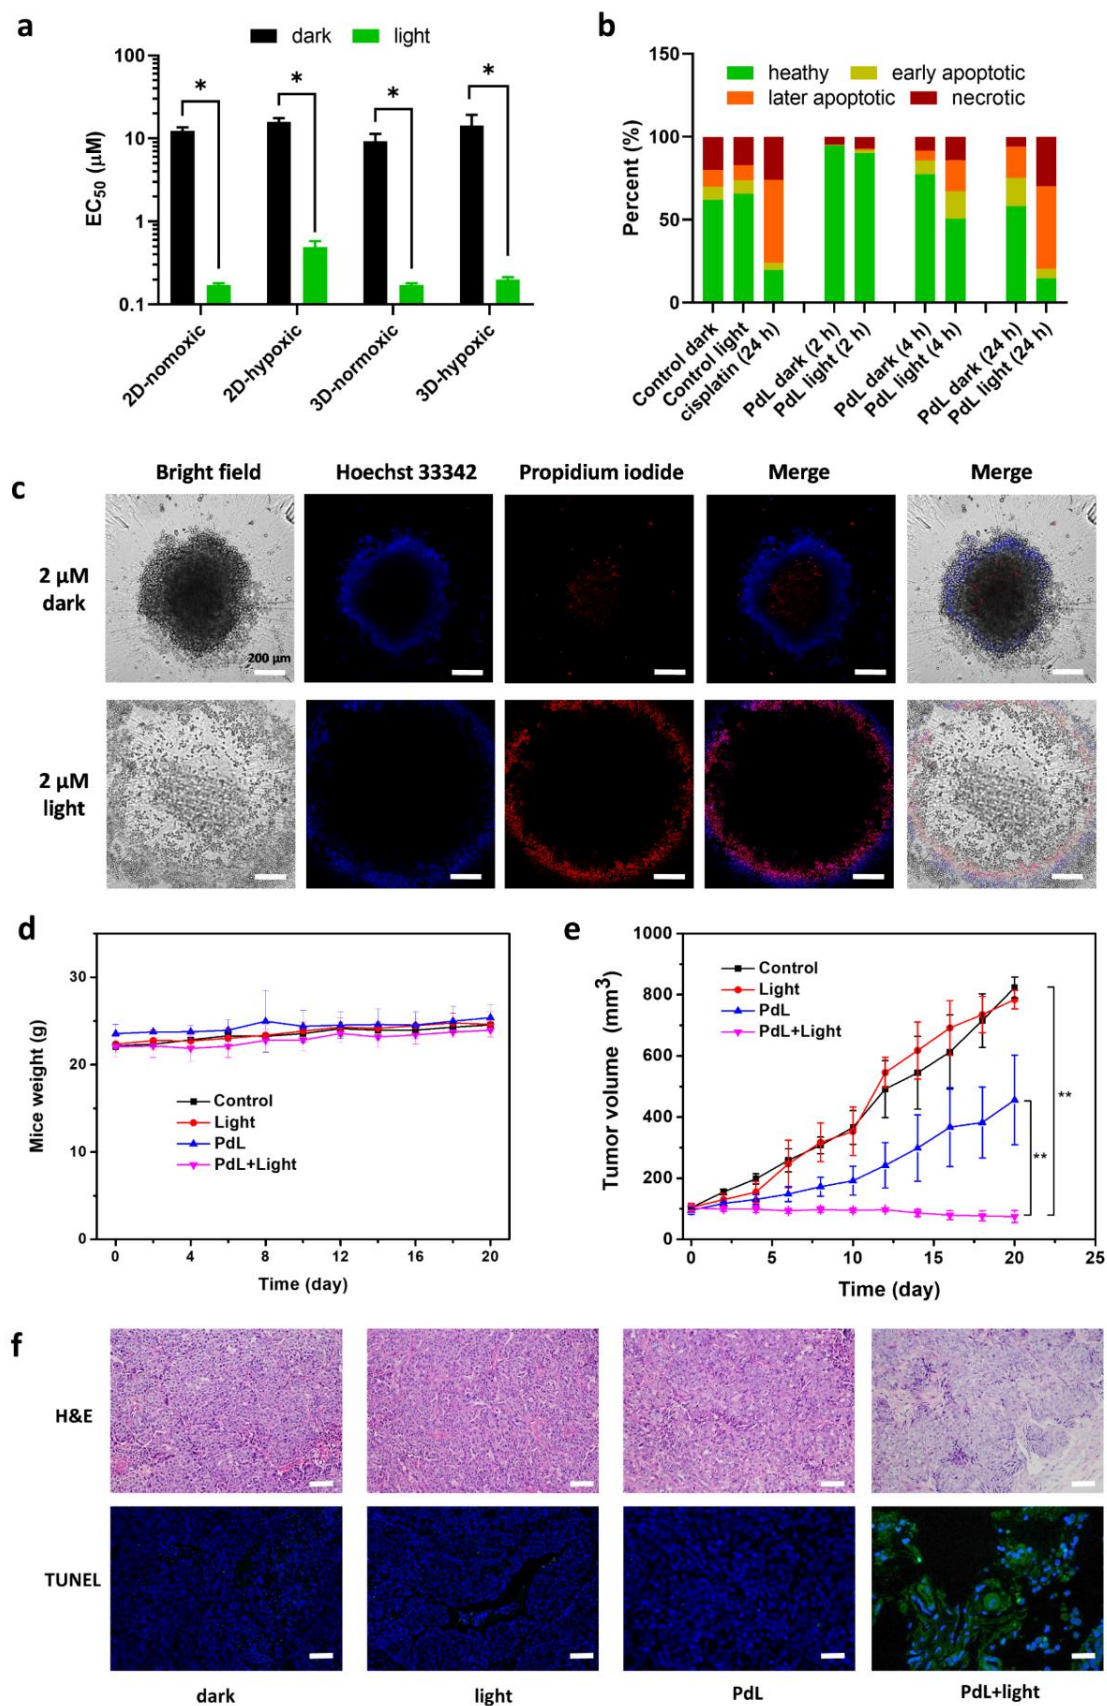 a
dark light
100
10
1
0.1
EC50 (μM)
*
*
*
*
2D-nomoxic
2D-hypoxic
3D-normoxic
3D-hypoxic
b
150
100
50
0
Percent (%)
heathy early apoptotic
later apoptotic necrotic
Control dark
Control light
cisplatin (24 h)
PdL dark (2 h)
PdL light (2 h)
PdL dark (4 h)
PdL light (4 h)
PdL dark (24 h)
PdL light (24 h)
c
Bright field Hoechst 33342 Propidium iodide Merge Merge
2 μM
dark
200 μm
2 μM
light
d
30
20
10
0
Mice weight (g)
Control
Light
PdL
PdL+Light
0 4 8 12 16 20
Time (day)
e
1000
800
600
400
200
0
Tumor volume (mm3)
Control
Light
PdL
PdL+Light
**
**
0 5 10 15 20 25
Time (day)
f
H&E
TUNEL
dark light PdL PdL+light